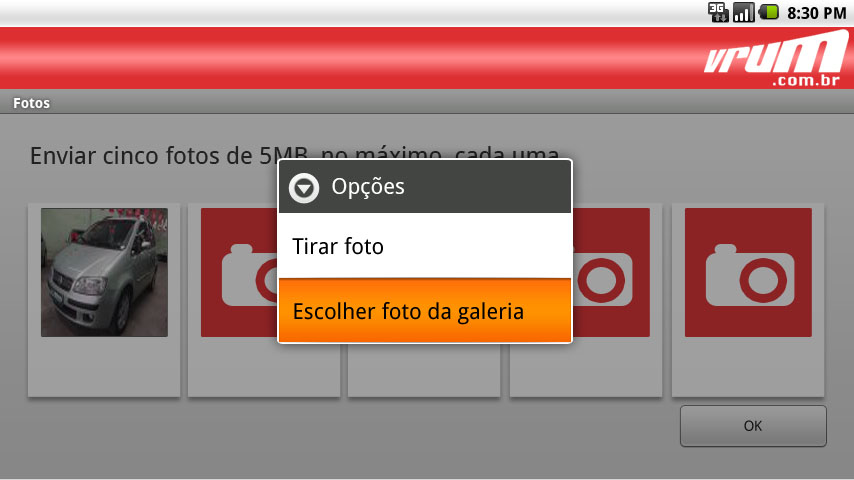 3G
8:30 PM
vrum
.com.br
Fotos
Enviar cinco fotos de 5MB, no máximo, cada uma
Opções
Tirar foto
Escolher foto da galeria
OK